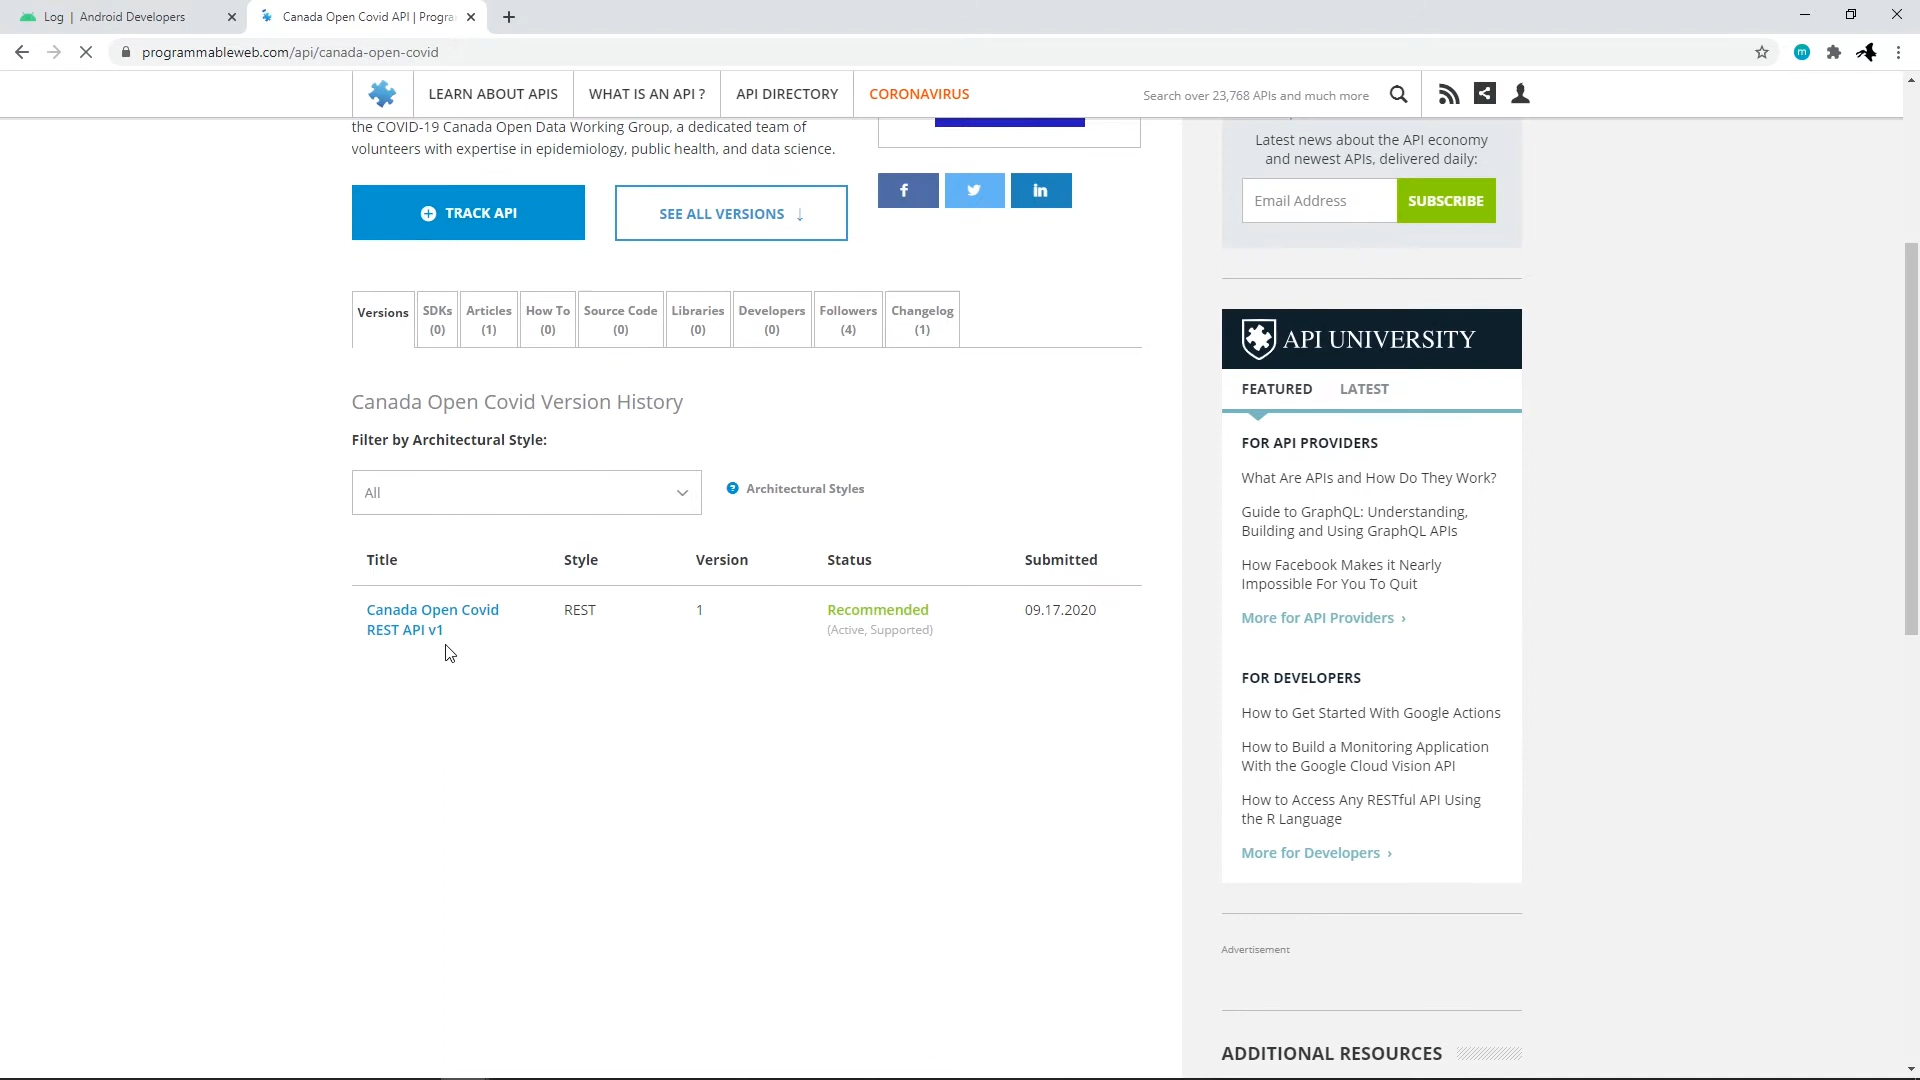 Log | Android Developers
Canada Open Covid API | Progra
programmableweb.com/api/canada-open-covid
m
LEARN ABOUT APIS
WHAT IS AN API ?
API DIRECTORY
CORONAVIRUS
Search over 23,768 APIs and much more
the COVID-19 Canada Open Data Working Group, a dedicated team of
volunteers with expertise in epidemiology, public health, and data science.
TRACK API
SEE ALL VERSIONS ↓
f
in
Versions
SDKs
(0)
Articles
(1)
How To
(0)
Source Code
(0)
Libraries
(0)
Developers
(0)
Followers
(4)
Changelog
(1)
Canada Open Covid Version History
Filter by Architectural Style:
All
? Architectural Styles
Title Style Version Status Submitted
Canada Open Covid REST 1 Recommended 09.17.2020
REST API v1 (Active, Supported)
Latest news about the API economy
and newest APIs, delivered daily:
Email Address
SUBSCRIBE
API UNIVERSITY
FEATURED
LATEST
FOR API PROVIDERS
What Are APIs and How Do They Work?
Guide to GraphQL: Understanding,
Building and Using GraphQL APIs
How Facebook Makes it Nearly
Impossible For You To Quit
More for API Providers ›
FOR DEVELOPERS
How to Get Started With Google Actions
How to Build a Monitoring Application
With the Google Cloud Vision API
How to Access Any RESTful API Using
the R Language
More for Developers ›
Advertisement
ADDITIONAL RESOURCES